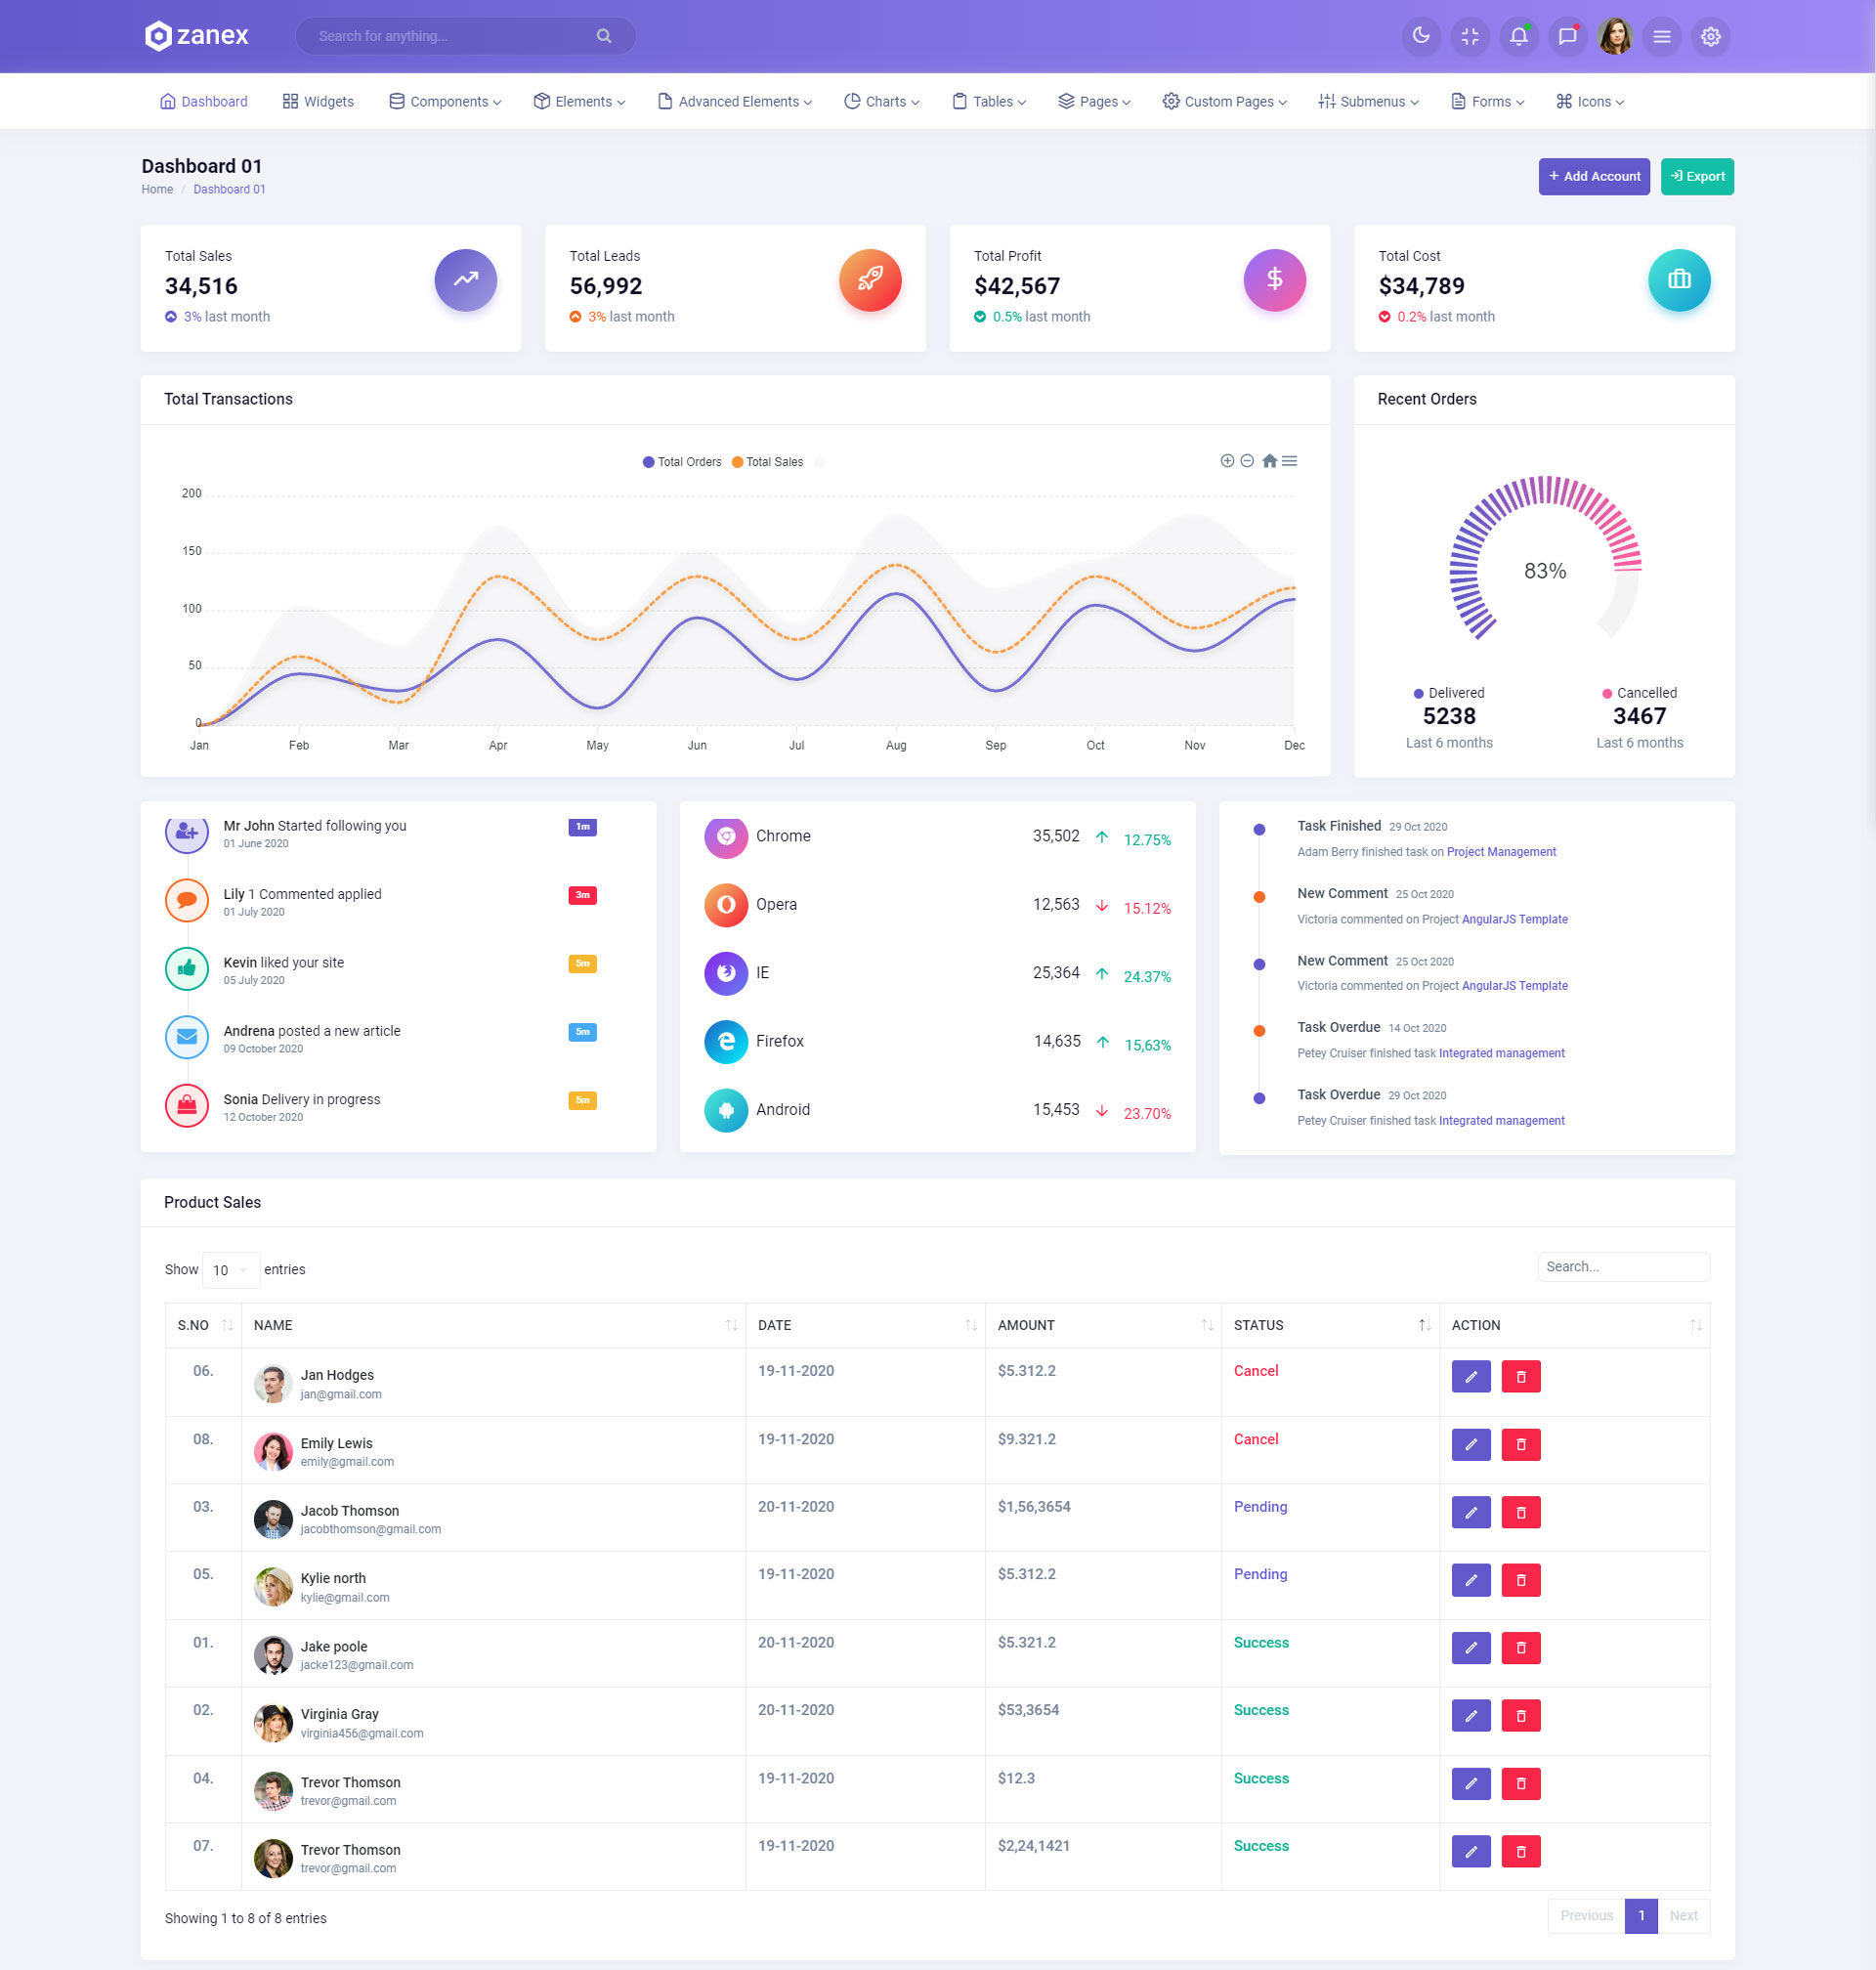 zanex Search for anything...
Dashboard Widgets Components Elements Advanced Elements Charts Tables Pages Custom Pages Submenus Forms Icons
Dashboard 01
Home / Dashboard 01
+ Add Account Export
Total Sales
34,516
3% last month
Total Leads
56,992
3% last month
Total Profit
$42,567
0.5% last month
Total Cost
$34,789
0.2% last month
Total Transactions
Total Orders Total Sales
200
150
100
50
0
Jan Feb Mar Apr May Jun Jul Aug Sep Oct Nov Dec
Recent Orders
83%
Delivered
5238
Last 6 months
Cancelled
3467
Last 6 months
Mr John Started following you 1m
01 June 2020
Lily 1 Commented applied 3m
01 July 2020
Kevin liked your site 5m
05 July 2020
Andrena posted a new article 5m
09 October 2020
Sonia Delivery in progress 5m
12 October 2020
Chrome 35,502 12.75%
Opera 12,563 15.12%
IE 25,364 24.37%
Firefox 14,635 15,63%
Android 15,453 23.70%
Task Finished 29 Oct 2020
Adam Berry finished task on Project Management
New Comment 25 Oct 2020
Victoria commented on Project AngularJS Template
New Comment 25 Oct 2020
Victoria commented on Project AngularJS Template
Task Overdue 14 Oct 2020
Petey Cruiser finished task Integrated management
Task Overdue 29 Oct 2020
Petey Cruiser finished task Integrated management
Product Sales
Show 10 entries Search...
S.NO NAME DATE AMOUNT STATUS ACTION
06. Jan Hodges 19-11-2020 $5.312.2 Cancel
jan@gmail.com
08. Emily Lewis 19-11-2020 $9.321.2 Cancel
emily@gmail.com
03. Jacob Thomson 20-11-2020 $1,56,3654 Pending
jacobthomson@gmail.com
05. Kylie north 19-11-2020 $5.312.2 Pending
kylie@gmail.com
01. Jake poole 20-11-2020 $5.321.2 Success
jacke123@gmail.com
02. Virginia Gray 20-11-2020 $53,3654 Success
virginia456@gmail.com
04. Trevor Thomson 19-11-2020 $12.3 Success
trevor@gmail.com
07. Trevor Thomson 19-11-2020 $2,24,1421 Success
trevor@gmail.com
Showing 1 to 8 of 8 entries Previous 1 Next